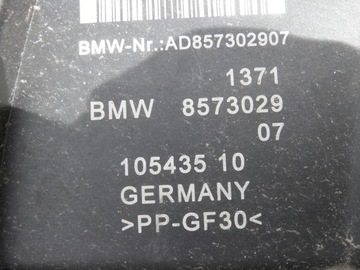 BMW-Nr.:AD857302907
1371
BMW 8573029
07
105435 10
GERMANY
>PP-GF30<